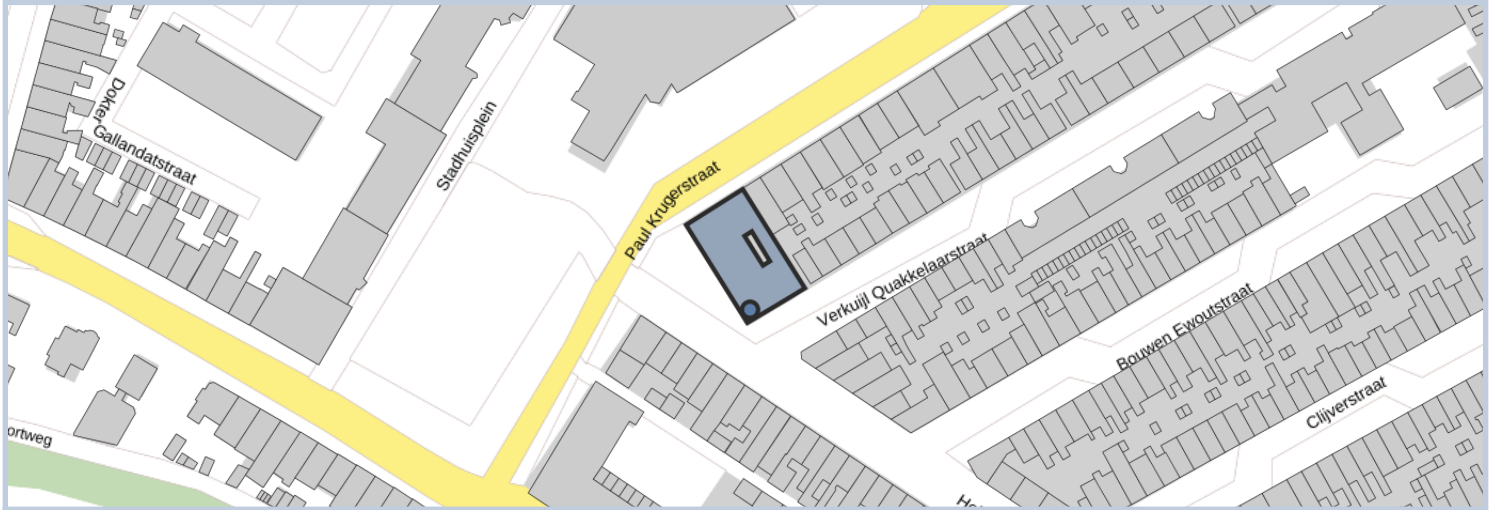 Dokter
Gallandatstraat
Stadhuisplein
Paul Krugerstraat
Verkuijl Quakkelaarstraat
Bouwen Ewoutstraat
Clijverstraat
ortweg